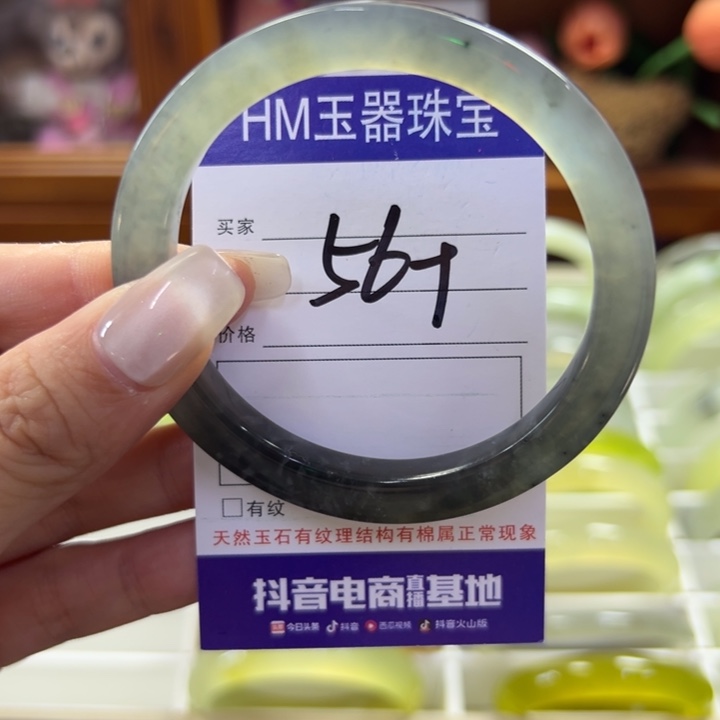 HM玉器珠宝
买家
价格
□有纹
天然玉石有纹理结构有棉属正常现象
抖音电商直播基地
今日头条 抖音 西瓜视频 抖音火山版